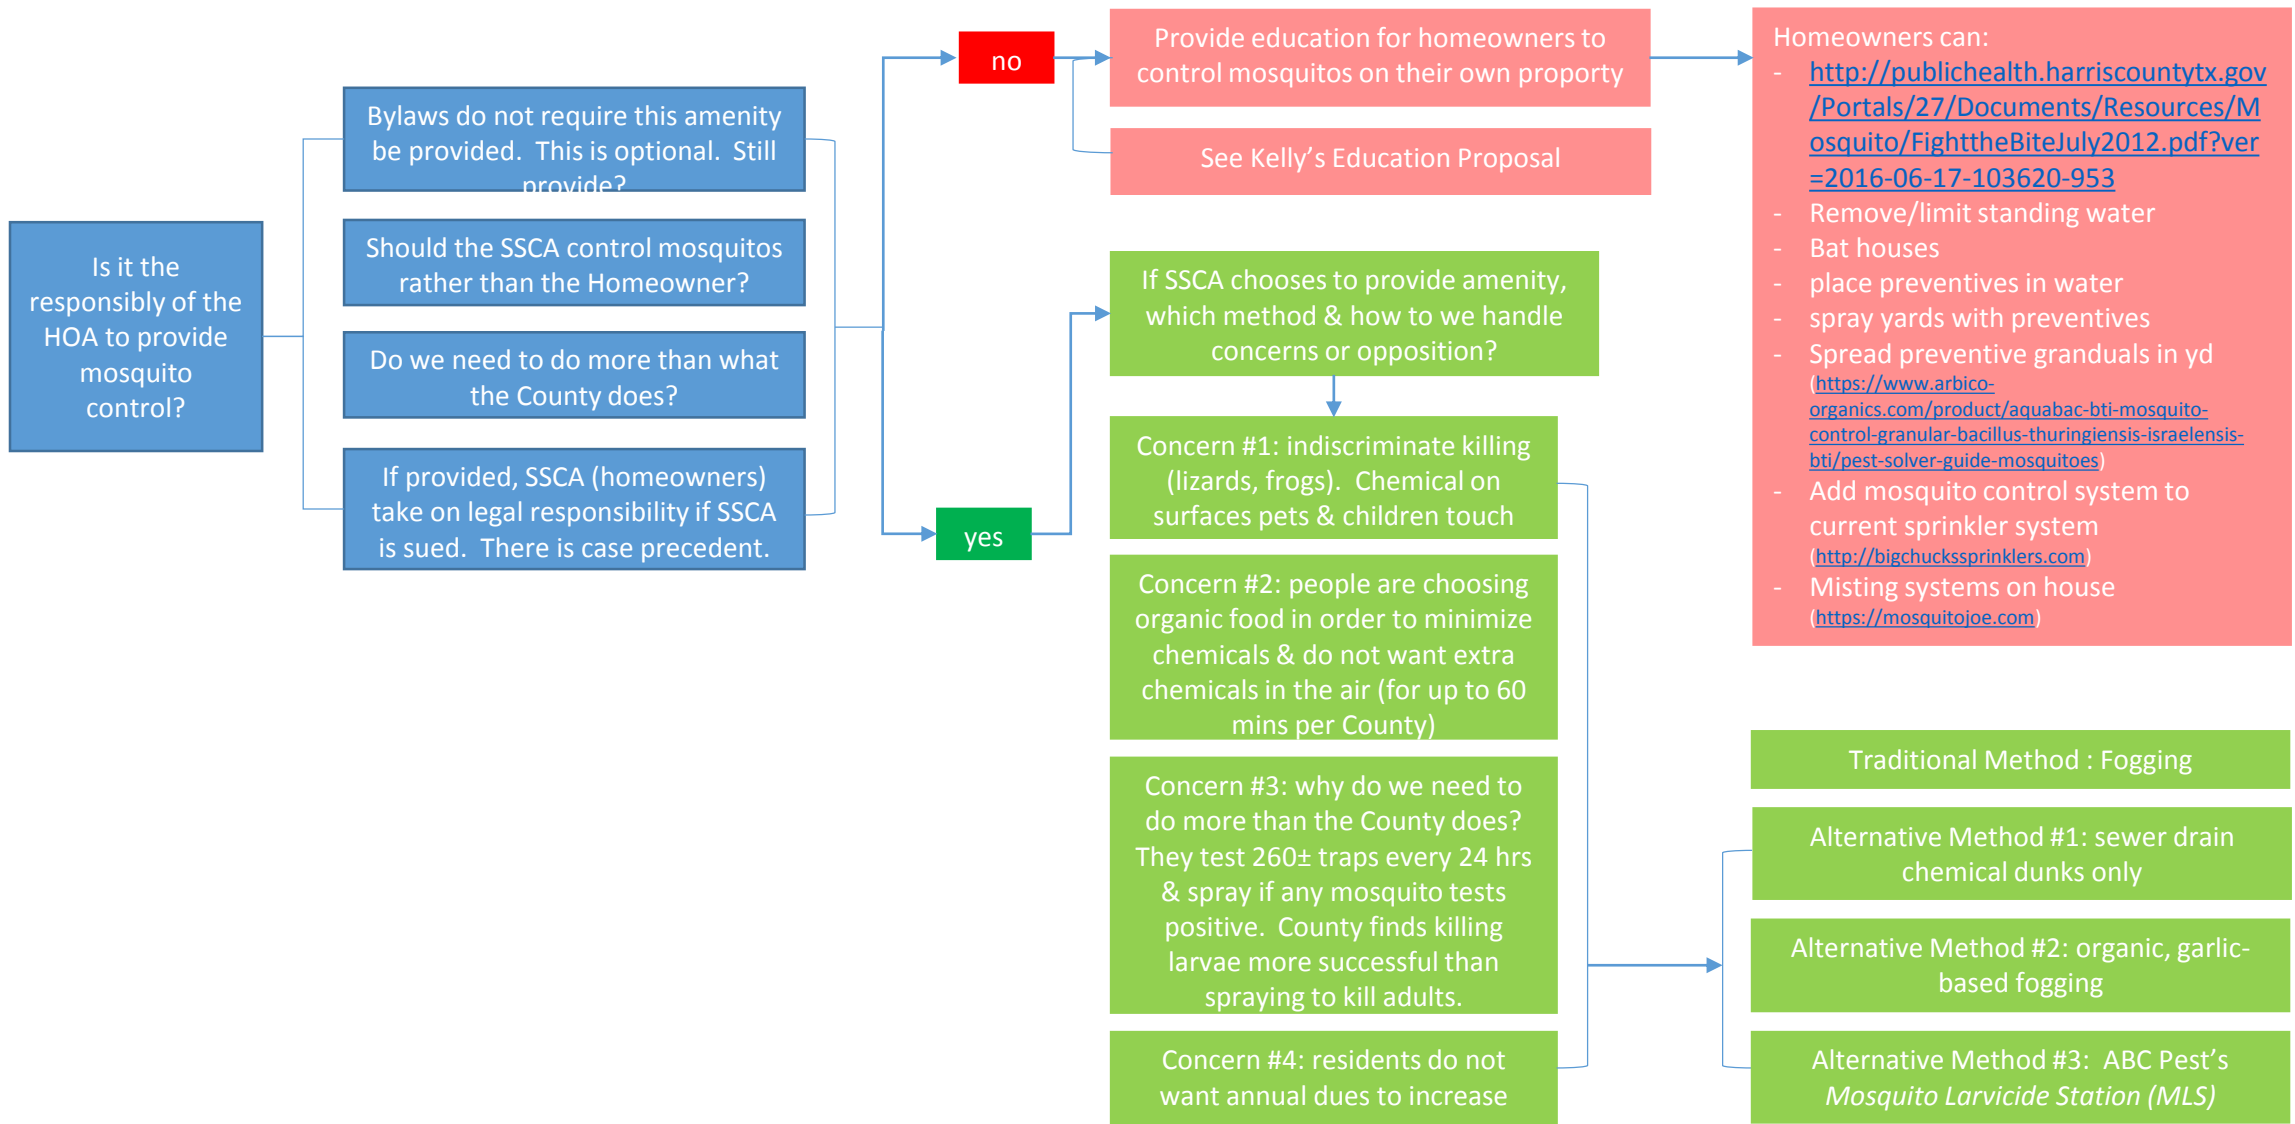 Is it the
responsibly of the
HOA to provide
mosquito
control?
Bylaws do not require this amenity
be provided.  This is optional.  Still
provide?
Should the SSCA control mosquitos
rather than the Homeowner?
Do we need to do more than what
the County does?
If provided, SSCA (homeowners)
take on legal responsibility if SSCA
is sued.  There is case precedent.
no
yes
Provide education for homeowners to
control mosquitos on their own proporty
See Kelly's Education Proposal
Homeowners can:
- http://publichealth.harriscountytx.gov
/Portals/27/Documents/Resources/M
osquito/FighttheBiteJuly2012.pdf?ver
=2016-06-17-103620-953
- Remove/limit standing water
- Bat houses
- place preventives in water
- spray yards with preventives
- Spread preventive granduals in yd
(https://www.arbico-
organics.com/product/aquabac-bti-mosquito-
control-granular-bacillus-thuringiensis-israelensis-
bti/pest-solver-guide-mosquitoes)
- Add mosquito control system to
current sprinkler system
(http://bigchuckssprinklers.com)
- Misting systems on house
(https://mosquitojoe.com)
If SSCA chooses to provide amenity,
which method & how to we handle
concerns or opposition?
Concern #1: indiscriminate killing
(lizards, frogs).  Chemical on
surfaces pets & children touch
Concern #2: people are choosing
organic food in order to minimize
chemicals & do not want extra
chemicals in the air (for up to 60
mins per County)
Concern #3: why do we need to
do more than the County does?
They test 260± traps every 24 hrs
& spray if any mosquito tests
positive.  County finds killing
larvae more successful than
spraying to kill adults.
Concern #4: residents do not
want annual dues to increase
Traditional Method : Fogging
Alternative Method #1: sewer drain
chemical dunks only
Alternative Method #2: organic, garlic-
based fogging
Alternative Method #3:  ABC Pest's
Mosquito Larvicide Station (MLS)